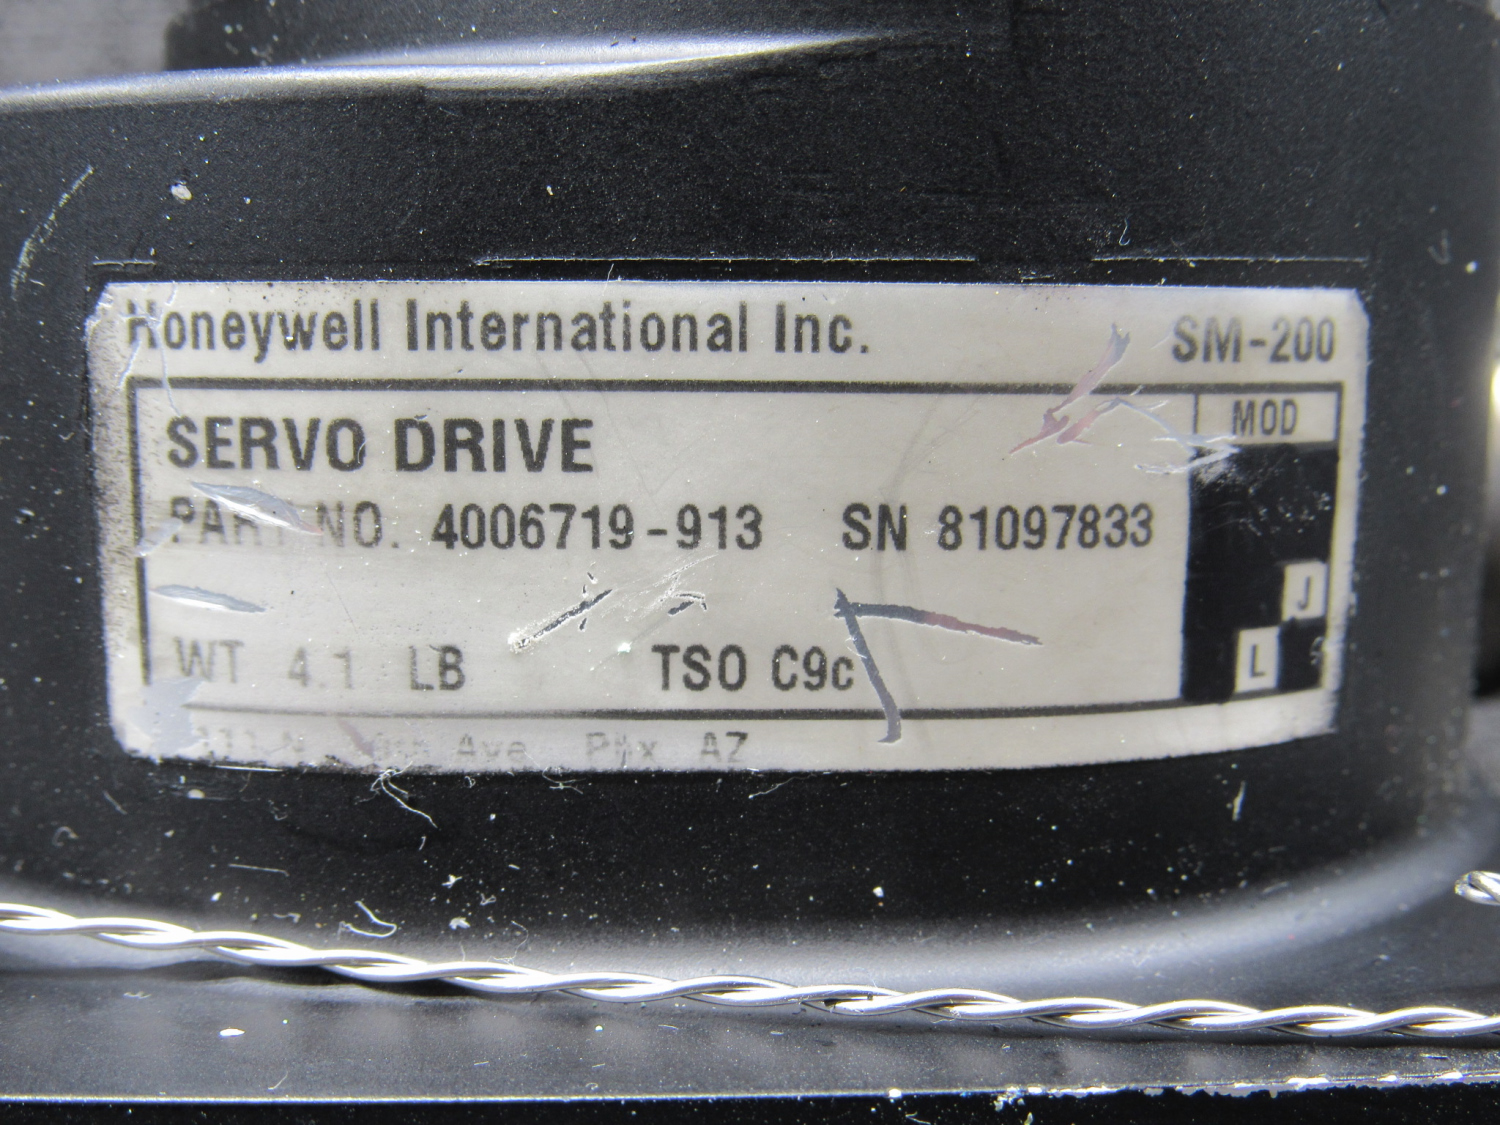 Honeywell International Inc. SM-200
SERVO DRIVE MOD
PART NO. 4006719-913 SN 81097833
J
WT 4.1 LB TSO C9c L
Ave Phx AZ